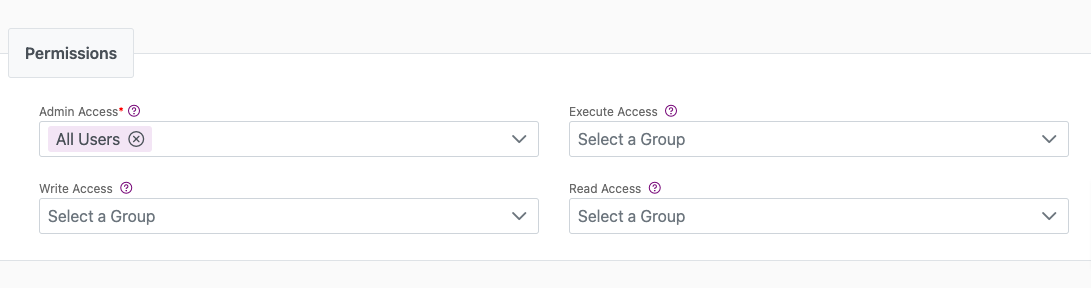 Permissions
Admin Access*
Execute Access
All Users
Select a Group
Write Access
Read Access
Select a Group
Select a Group